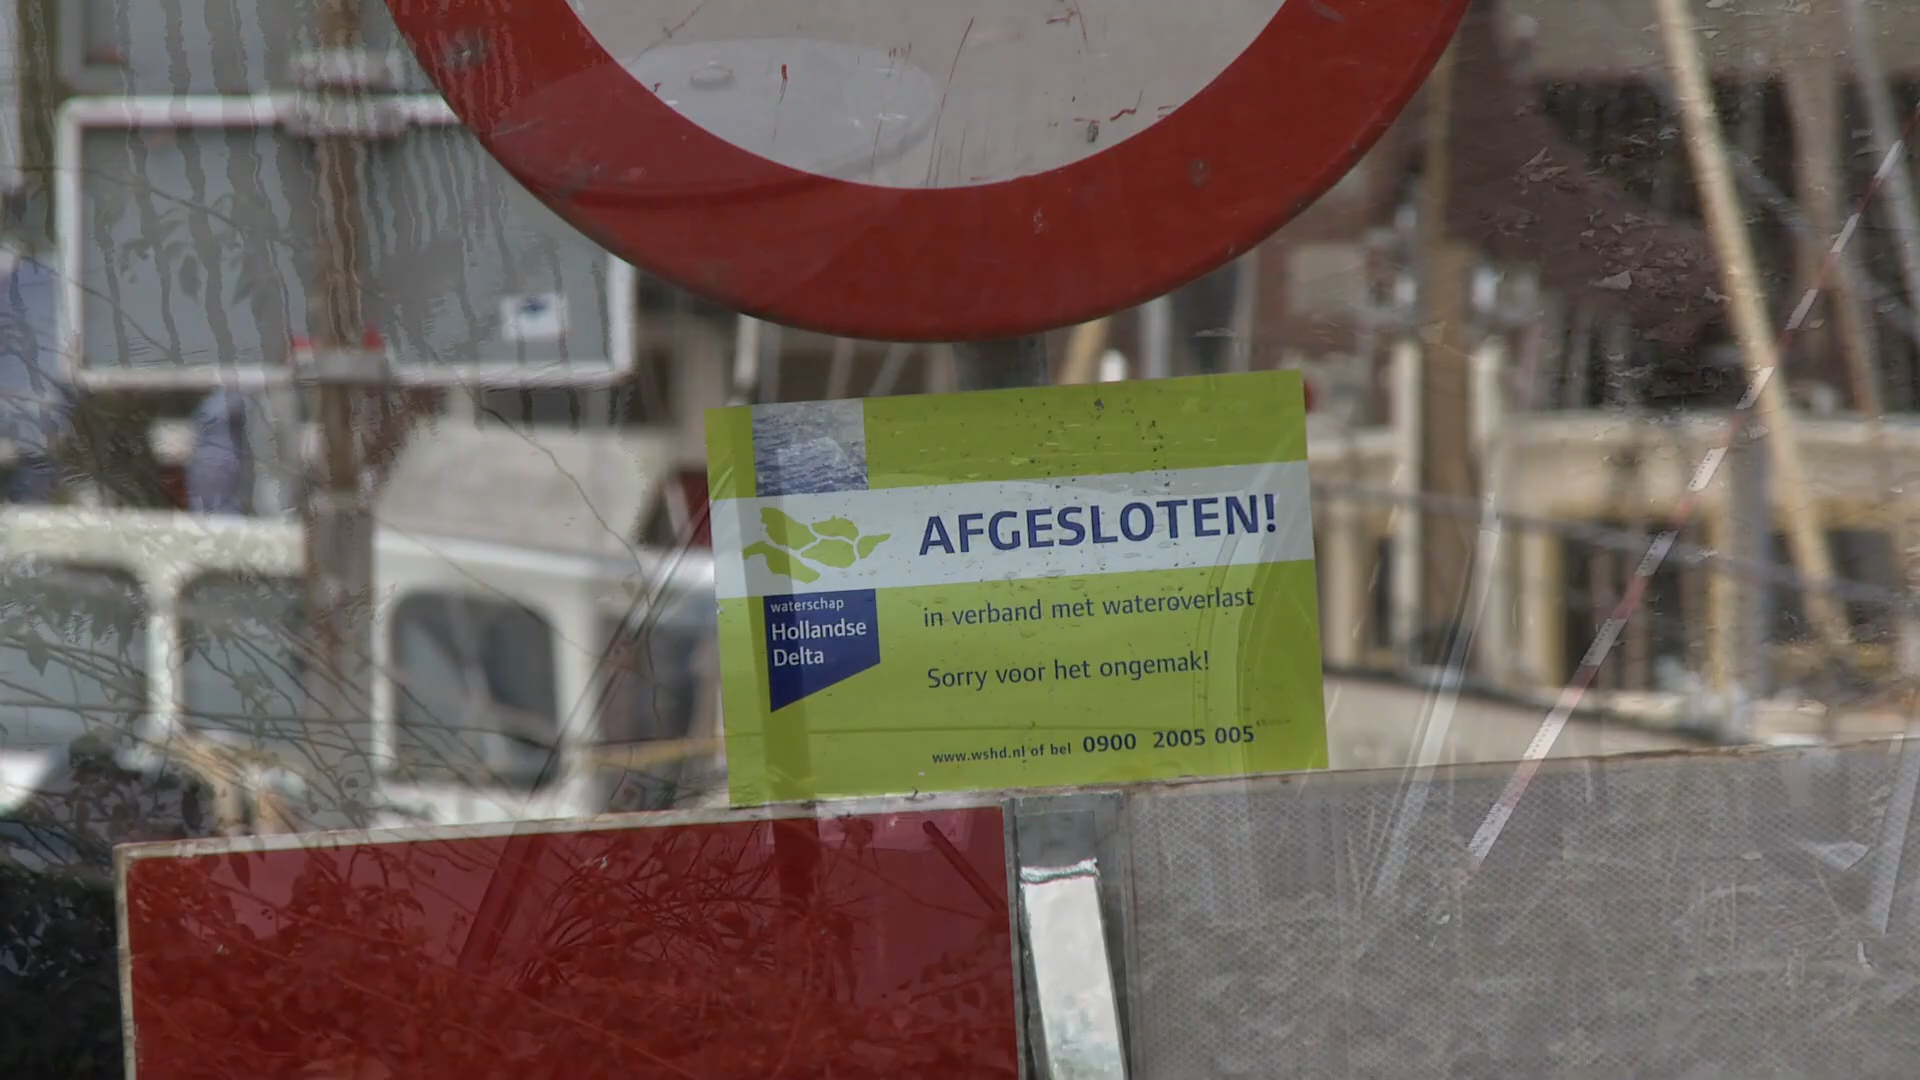 AFGESLOTEN!
waterschap
Hollandse
Delta
in verband met wateroverlast
Sorry voor het ongemak!
www.wshd.nl of bel 0900 2005 005